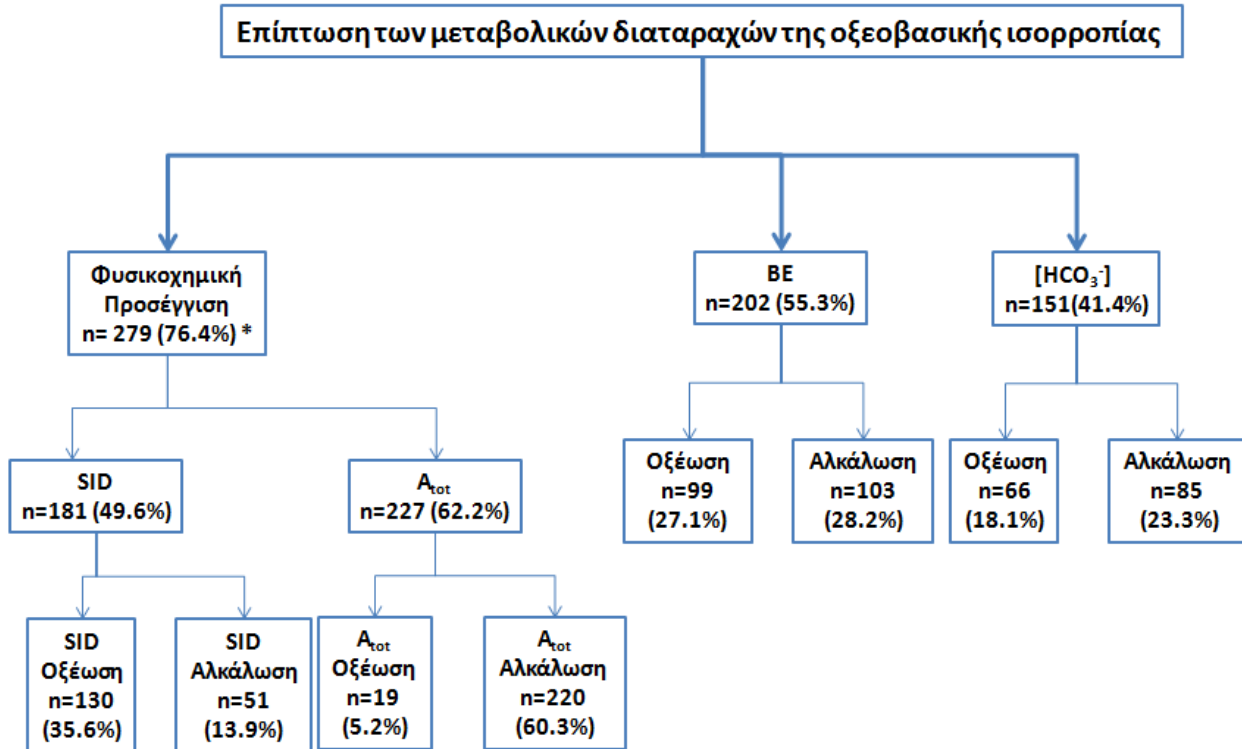 Επίπτωση των μεταβολικών διαταραχών της οξεοβασικής ισορροπίας
Φυσικοχημική
Προσέγγιση
n= 279 (76.4%) *
BE
n=202 (55.3%)
[HCO₃⁻]
n=151(41.4%)
SID
n=181 (49.6%)
Aₜₒₜ
n=227 (62.2%)
Οξέωση
n=99
(27.1%)
Αλκάλωση
n=103
(28.2%)
Οξέωση
n=66
(18.1%)
Αλκάλωση
n=85
(23.3%)
SID
Οξέωση
n=130
(35.6%)
SID
Αλκάλωση
n=51
(13.9%)
Aₜₒₜ
Οξέωση
n=19
(5.2%)
Aₜₒₜ
Αλκάλωση
n=220
(60.3%)